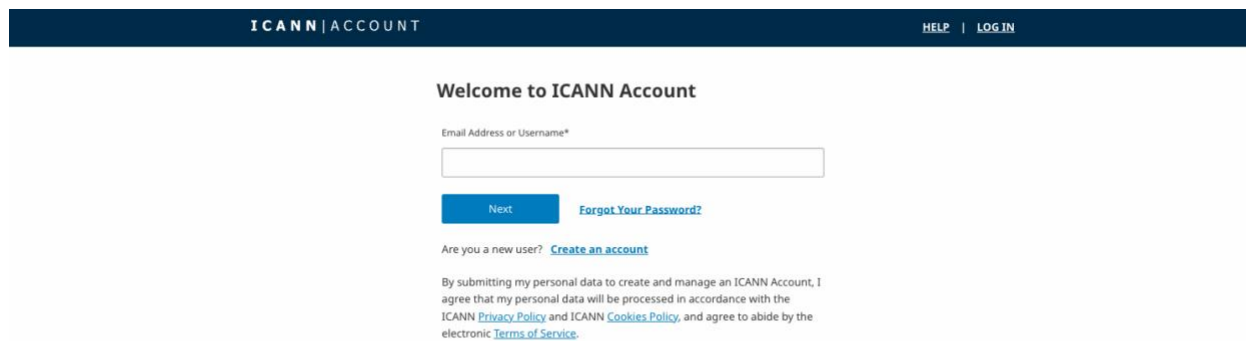 ICANN|ACCOUNT
HELP | LOG IN
Welcome to ICANN Account
Email Address or Username*
Next Forgot Your Password?
Are you a new user? Create an account
By submitting my personal data to create and manage an ICANN Account, I
agree that my personal data will be processed in accordance with the
ICANN Privacy Policy and ICANN Cookies Policy, and agree to abide by the
electronic Terms of Service.